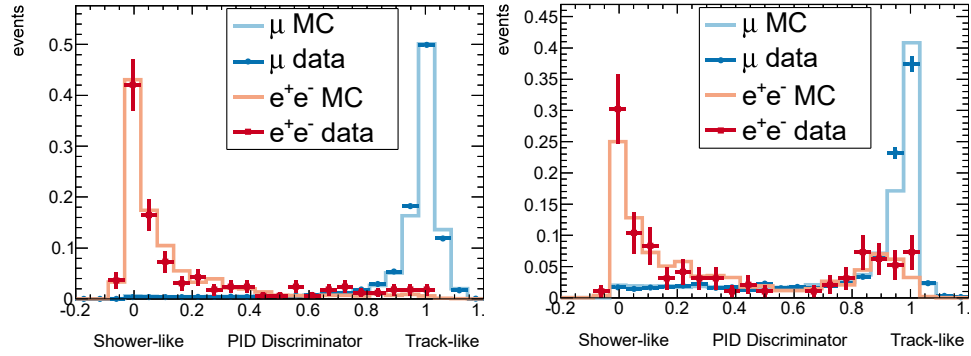 events
0.5
0.4
0.3
0.2
0.1
0
-0.2 0 0.2 0.4 0.6 0.8 1 1.
μ MC
μ data
e+e- MC
e+e- data
Shower-like PID Discriminator Track-like
events
0.45
0.4
0.35
0.3
0.25
0.2
0.15
0.1
0.05
0
-0.2 0 0.2 0.4 0.6 0.8 1 1.
μ MC
μ data
e+e- MC
e+e- data
Shower-like PID Discriminator Track-like